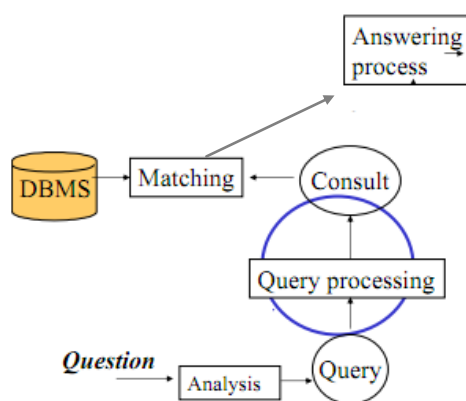 Answering
process
DBMS
Matching
Consult
Query processing
Question
Analysis
Query